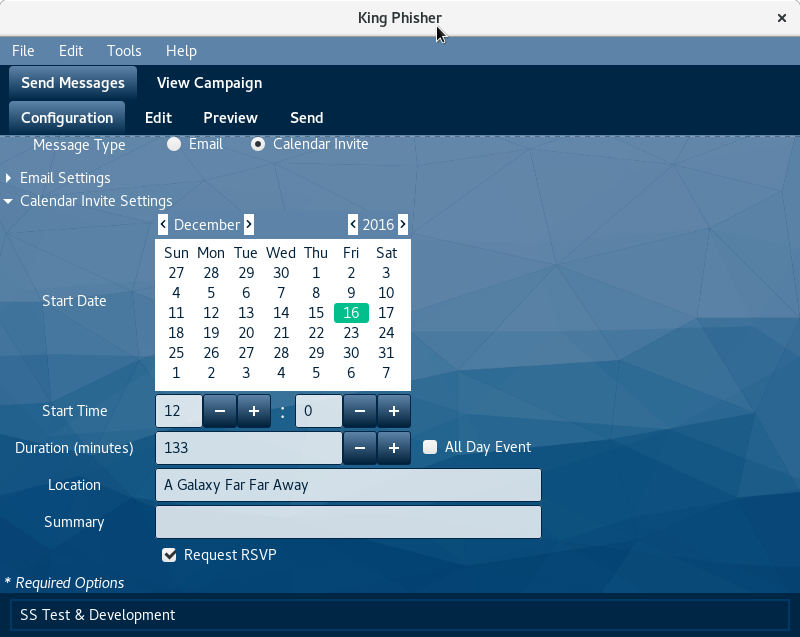 King Phisher ×
File Edit Tools Help
Send Messages View Campaign
Configuration Edit Preview Send
Message Type Email Calendar Invite
Email Settings
Calendar Invite Settings
< December > < 2016 >
Sun Mon Tue Wed Thu Fri Sat
27 28 29 30 1 2 3
4 5 6 7 8 9 10
Start Date
11 12 13 14 15 16 17
18 19 20 21 22 23 24
25 26 27 28 29 30 31
1 2 3 4 5 6 7
Start Time 12 − + : 0 − +
Duration (minutes) 133 − + All Day Event
Location A Galaxy Far Far Away
Summary
Request RSVP
* Required Options
SS Test & Development